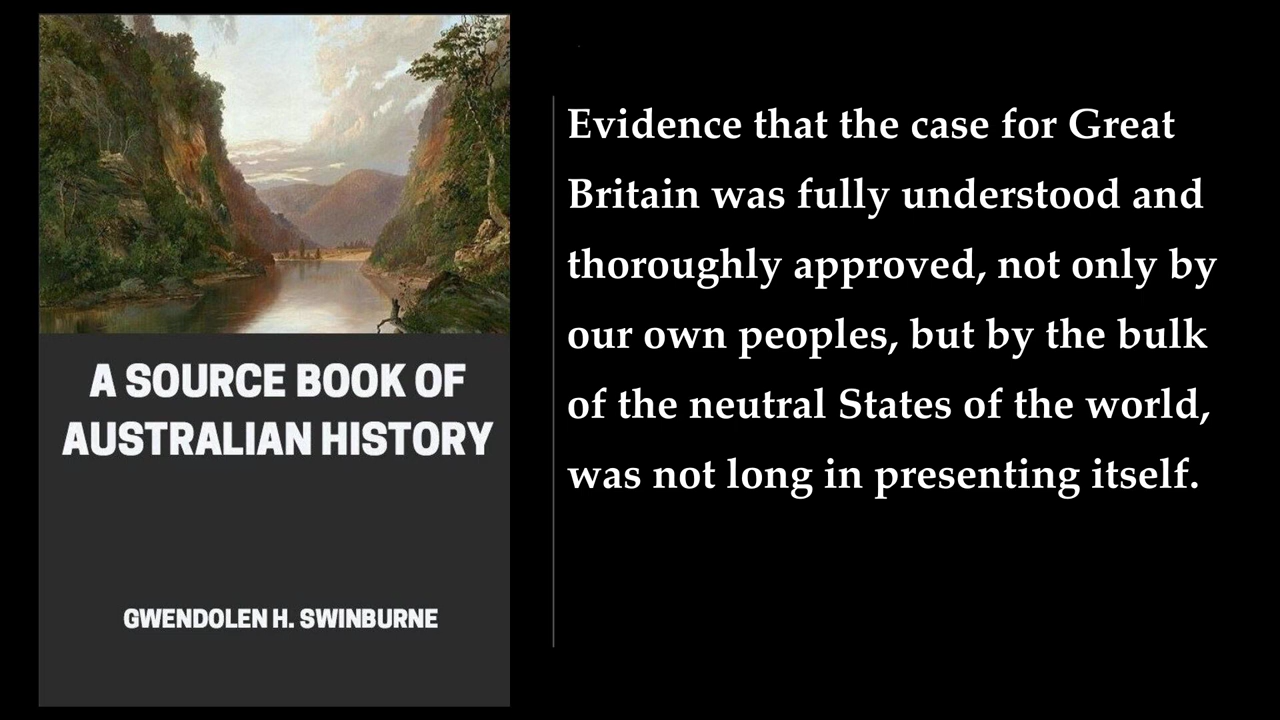 A SOURCE BOOK OF
AUSTRALIAN HISTORY
GWENDOLEN H. SWINBURNE
Evidence that the case for Great
Britain was fully understood and
thoroughly approved, not only by
our own peoples, but by the bulk
of the neutral States of the world,
was not long in presenting itself.